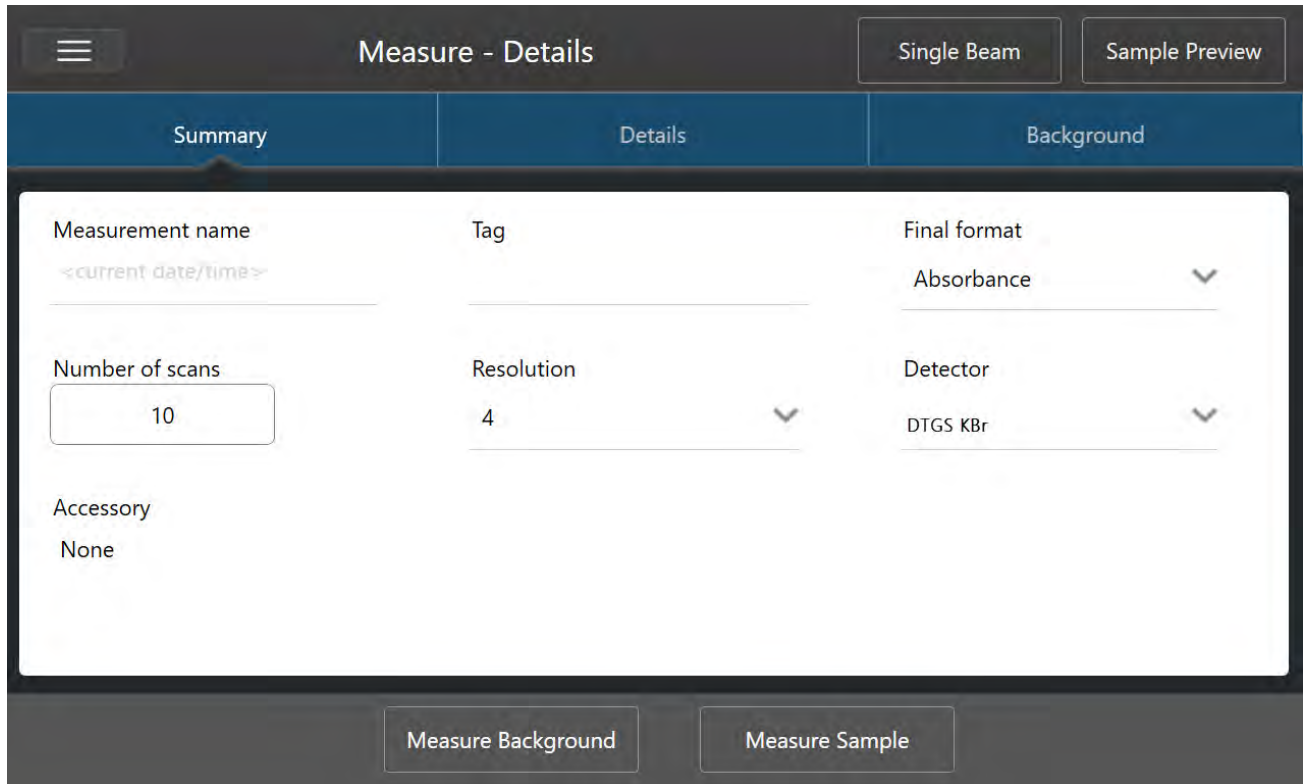 Measure - Details
Single Beam
Sample Preview
Summary
Details
Background
Measurement name
Tag
Final format
<current date/time>
Absorbance
Number of scans
Resolution
Detector
10
4
DTGS KBr
Accessory
None
Measure Background
Measure Sample